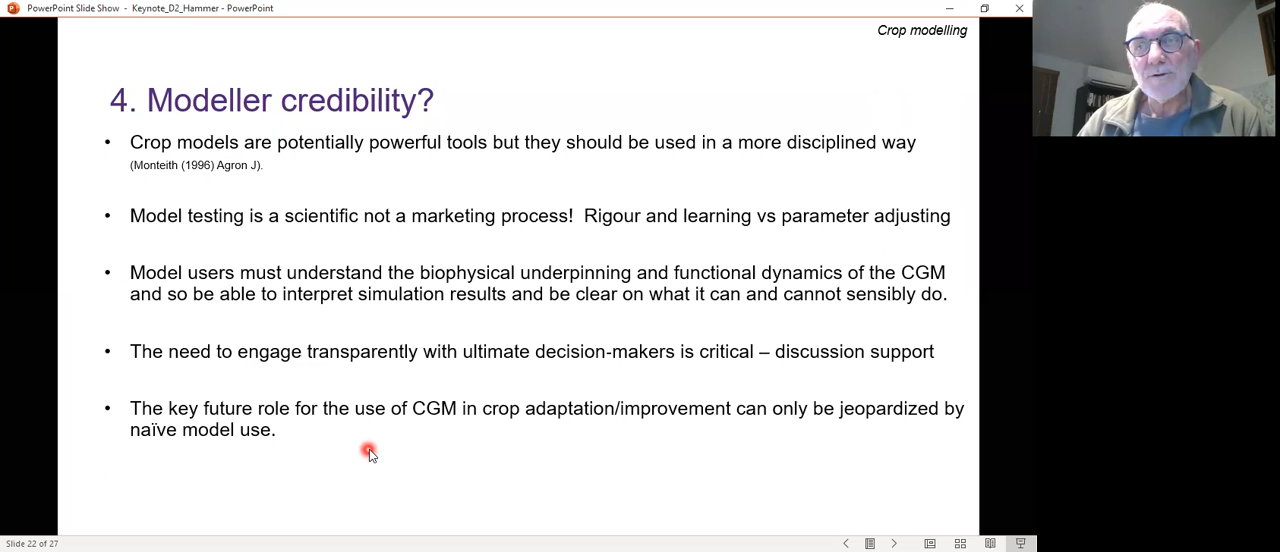 PowerPoint Slide Show - Keynote_D2_Hammer - PowerPoint
Crop modelling
4. Modeller credibility?
• Crop models are potentially powerful tools but they should be used in a more disciplined way
(Monteith (1996) Agron J).
• Model testing is a scientific not a marketing process! Rigour and learning vs parameter adjusting
• Model users must understand the biophysical underpinning and functional dynamics of the CGM
and so be able to interpret simulation results and be clear on what it can and cannot sensibly do.
• The need to engage transparently with ultimate decision-makers is critical – discussion support
• The key future role for the use of CGM in crop adaptation/improvement can only be jeopardized by
naïve model use.
Slide 22 of 27